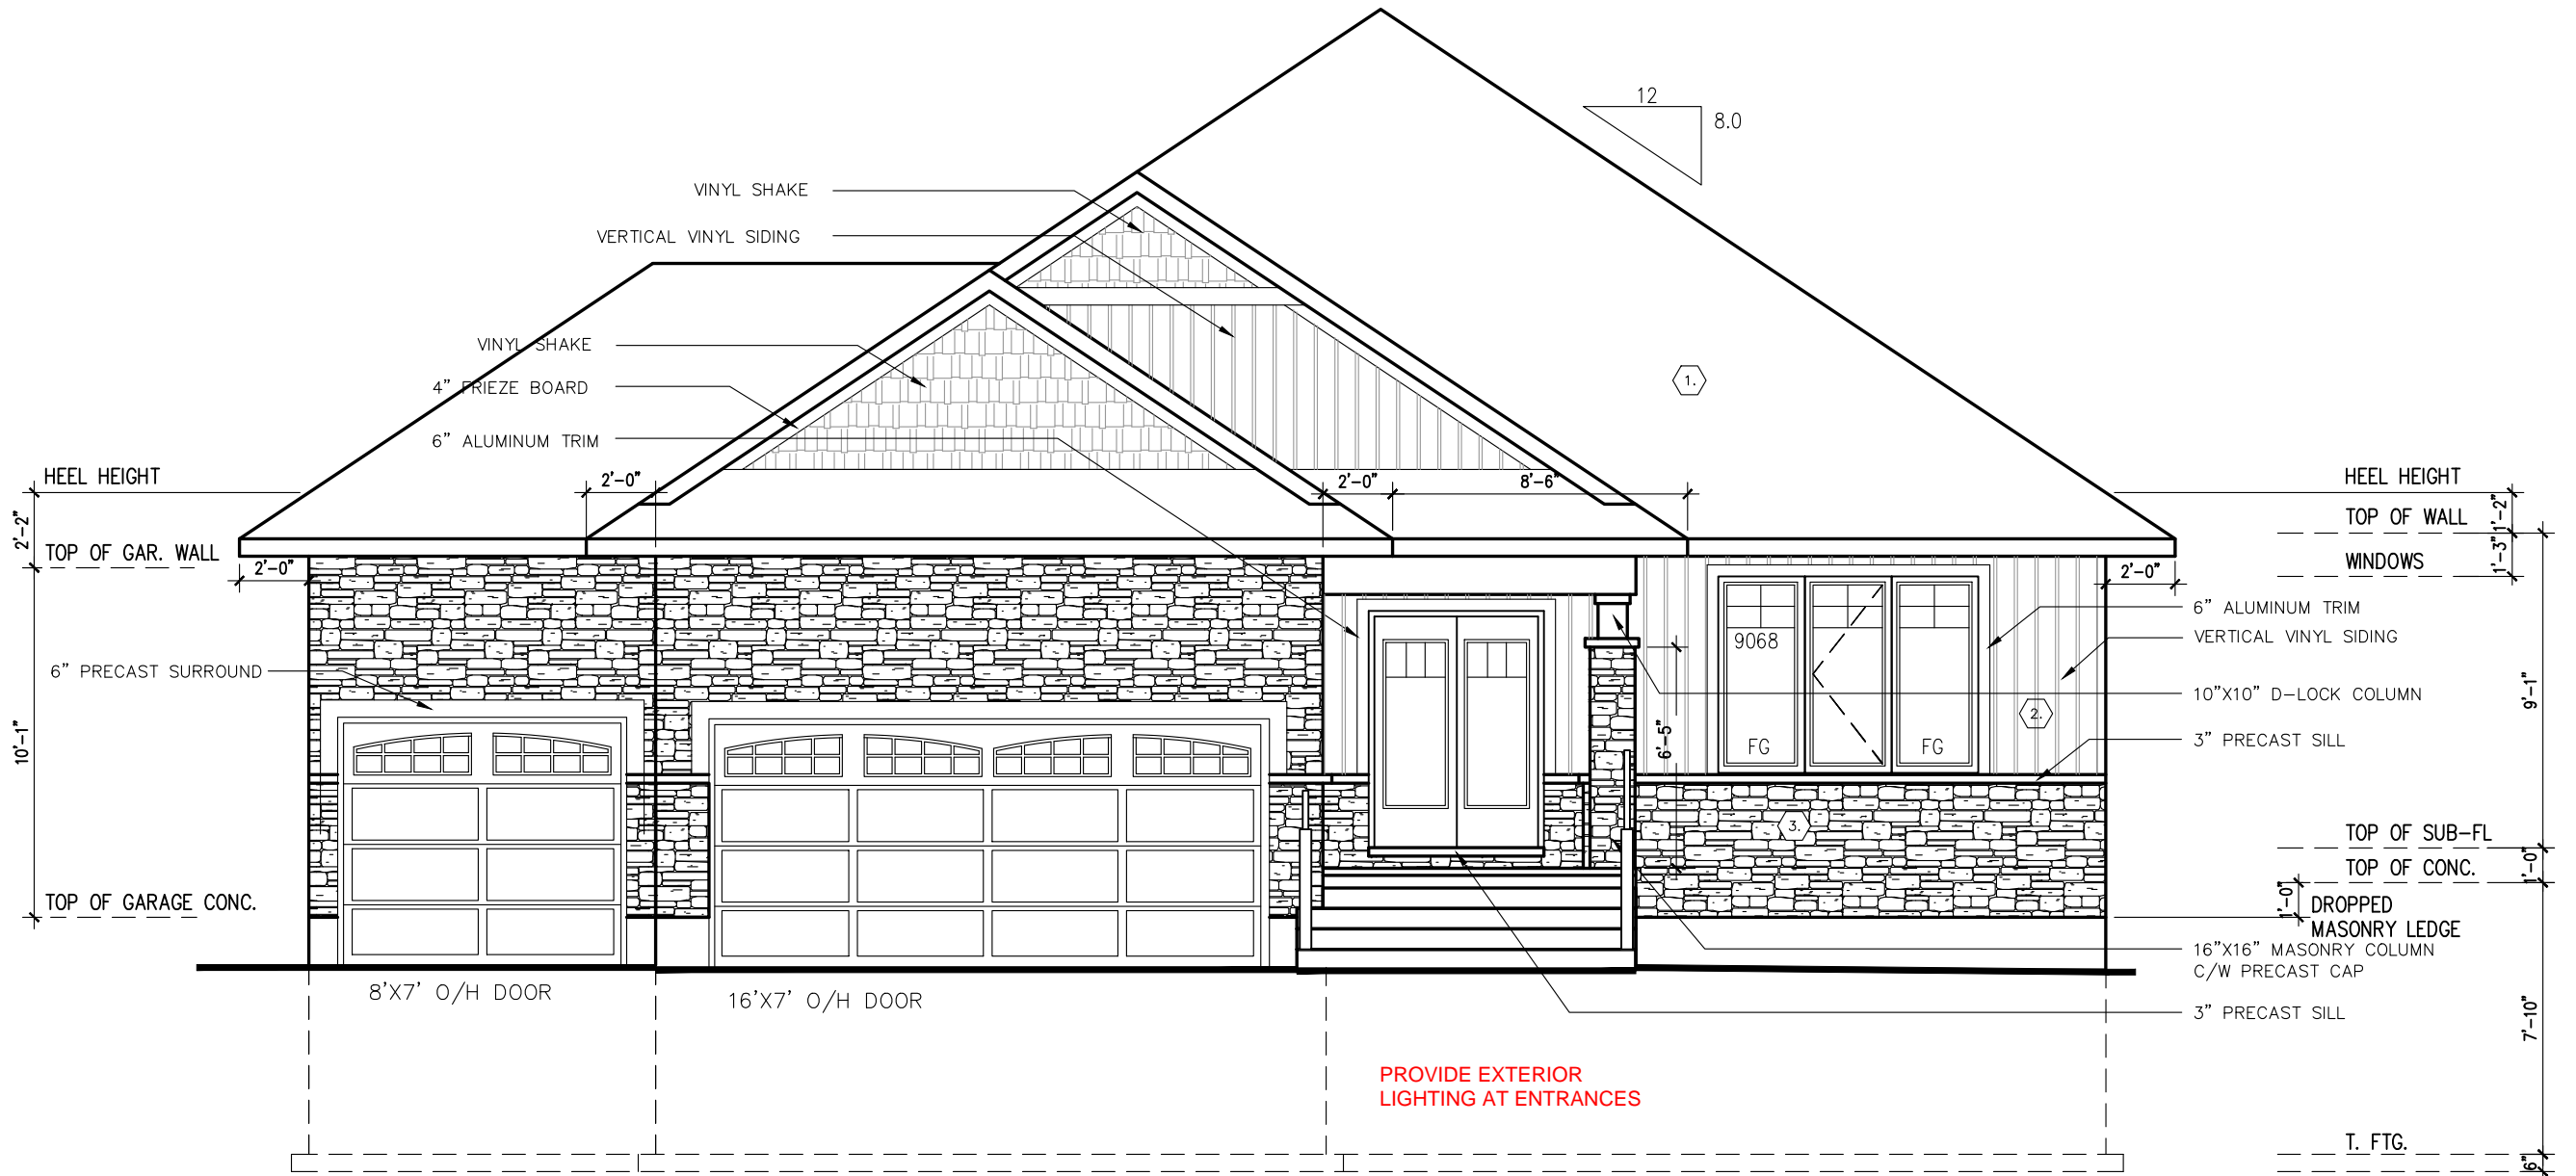 12
8.0
VINYL SHAKE
VERTICAL VINYL SIDING
VINYL SHAKE
4" FRIEZE BOARD
6" ALUMINUM TRIM
1.
HEEL HEIGHT
2'-0"
2'-0"
8'-6"
HEEL HEIGHT
2'-2"
1'-2"
TOP OF WALL
TOP OF GAR. WALL
1'-3"
WINDOWS
2'-0"
2'-0"
6" ALUMINUM TRIM
VERTICAL VINYL SIDING
9068
6" PRECAST SURROUND
10"X10" D-LOCK COLUMN
9'-1"
2.
10'-1"
6'-5"
FG
FG
3" PRECAST SILL
3.
TOP OF SUB-FL
TOP OF CONC.
1'-0"
TOP OF GARAGE CONC.
1'-0"
DROPPED
MASONRY LEDGE
16"X16" MASONRY COLUMN
C/W PRECAST CAP
8'X7' O/H DOOR
16'X7' O/H DOOR
3" PRECAST SILL
7'-10"
PROVIDE EXTERIOR
LIGHTING AT ENTRANCES
T. FTG.
6"